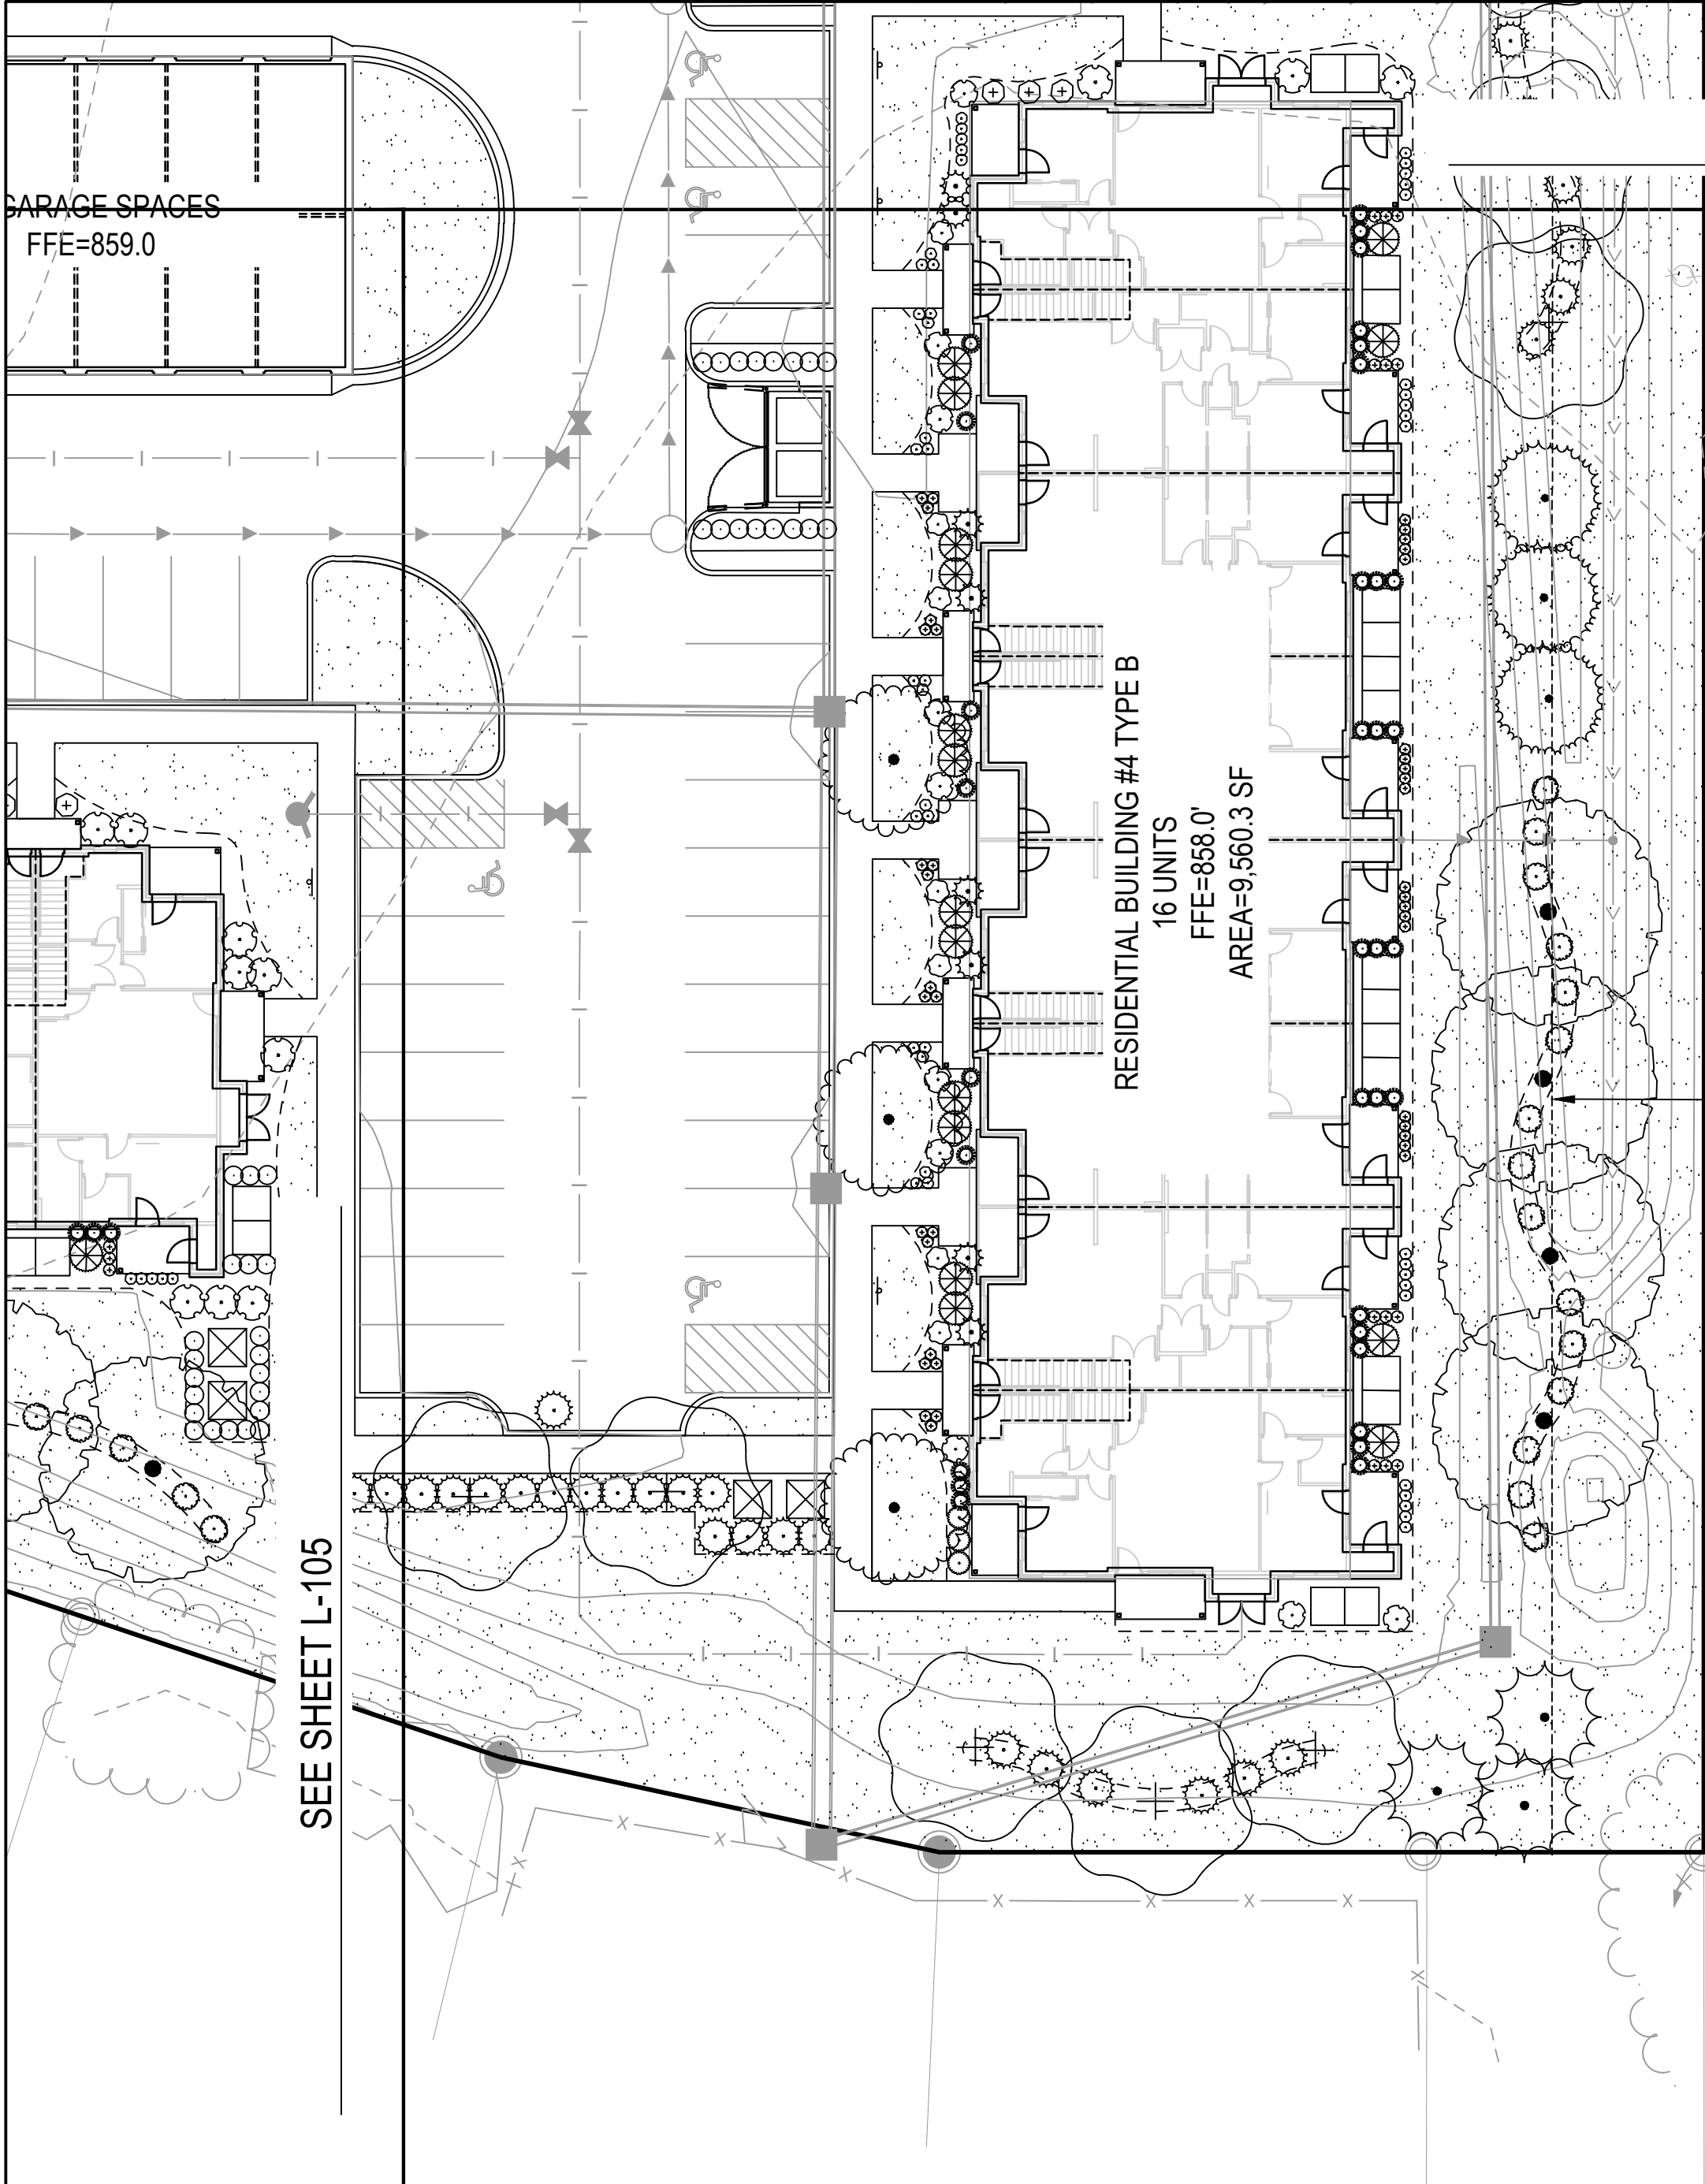 GARAGE SPACES
FFE=859.0
RESIDENTIAL BUILDING #4 TYPE B
16 UNITS
FFE=858.0'
AREA=9,560.3 SF
SEE SHEET L-105